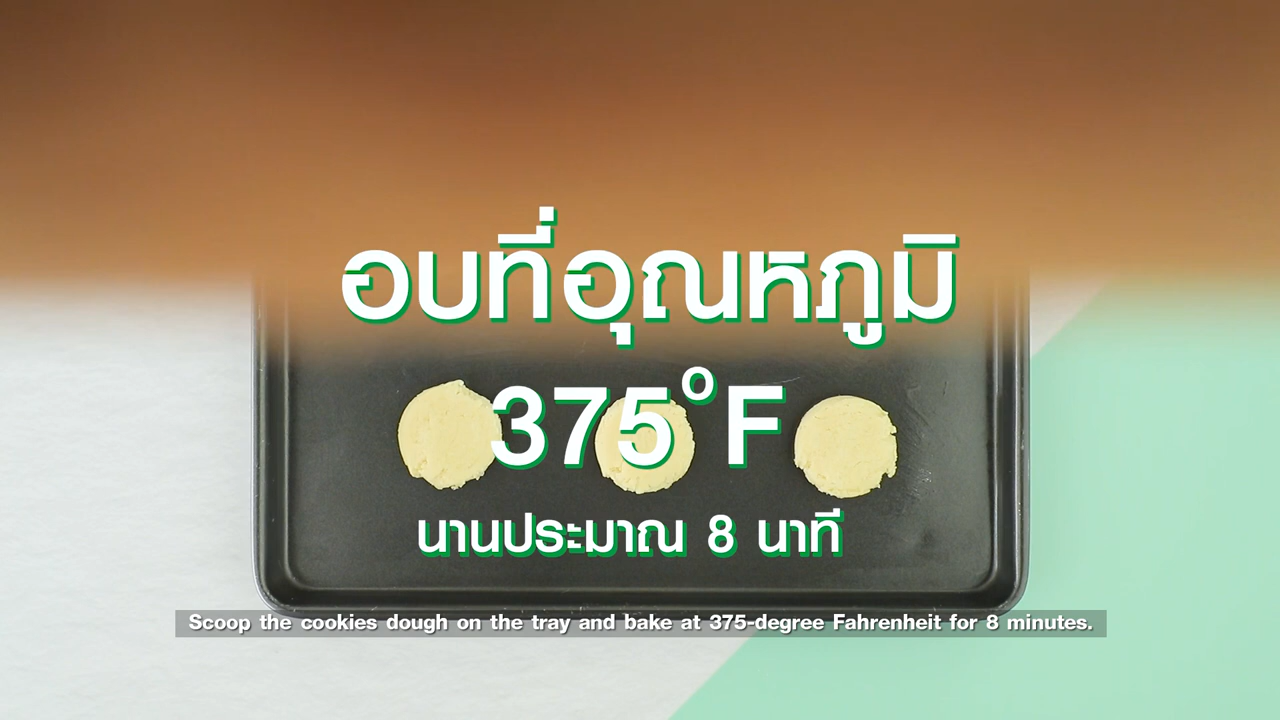 อบที่อุณหภูมิ
375°F
นานประมาณ 8 นาที
Scoop the cookies dough on the tray and bake at 375-degree Fahrenheit for 8 minutes.